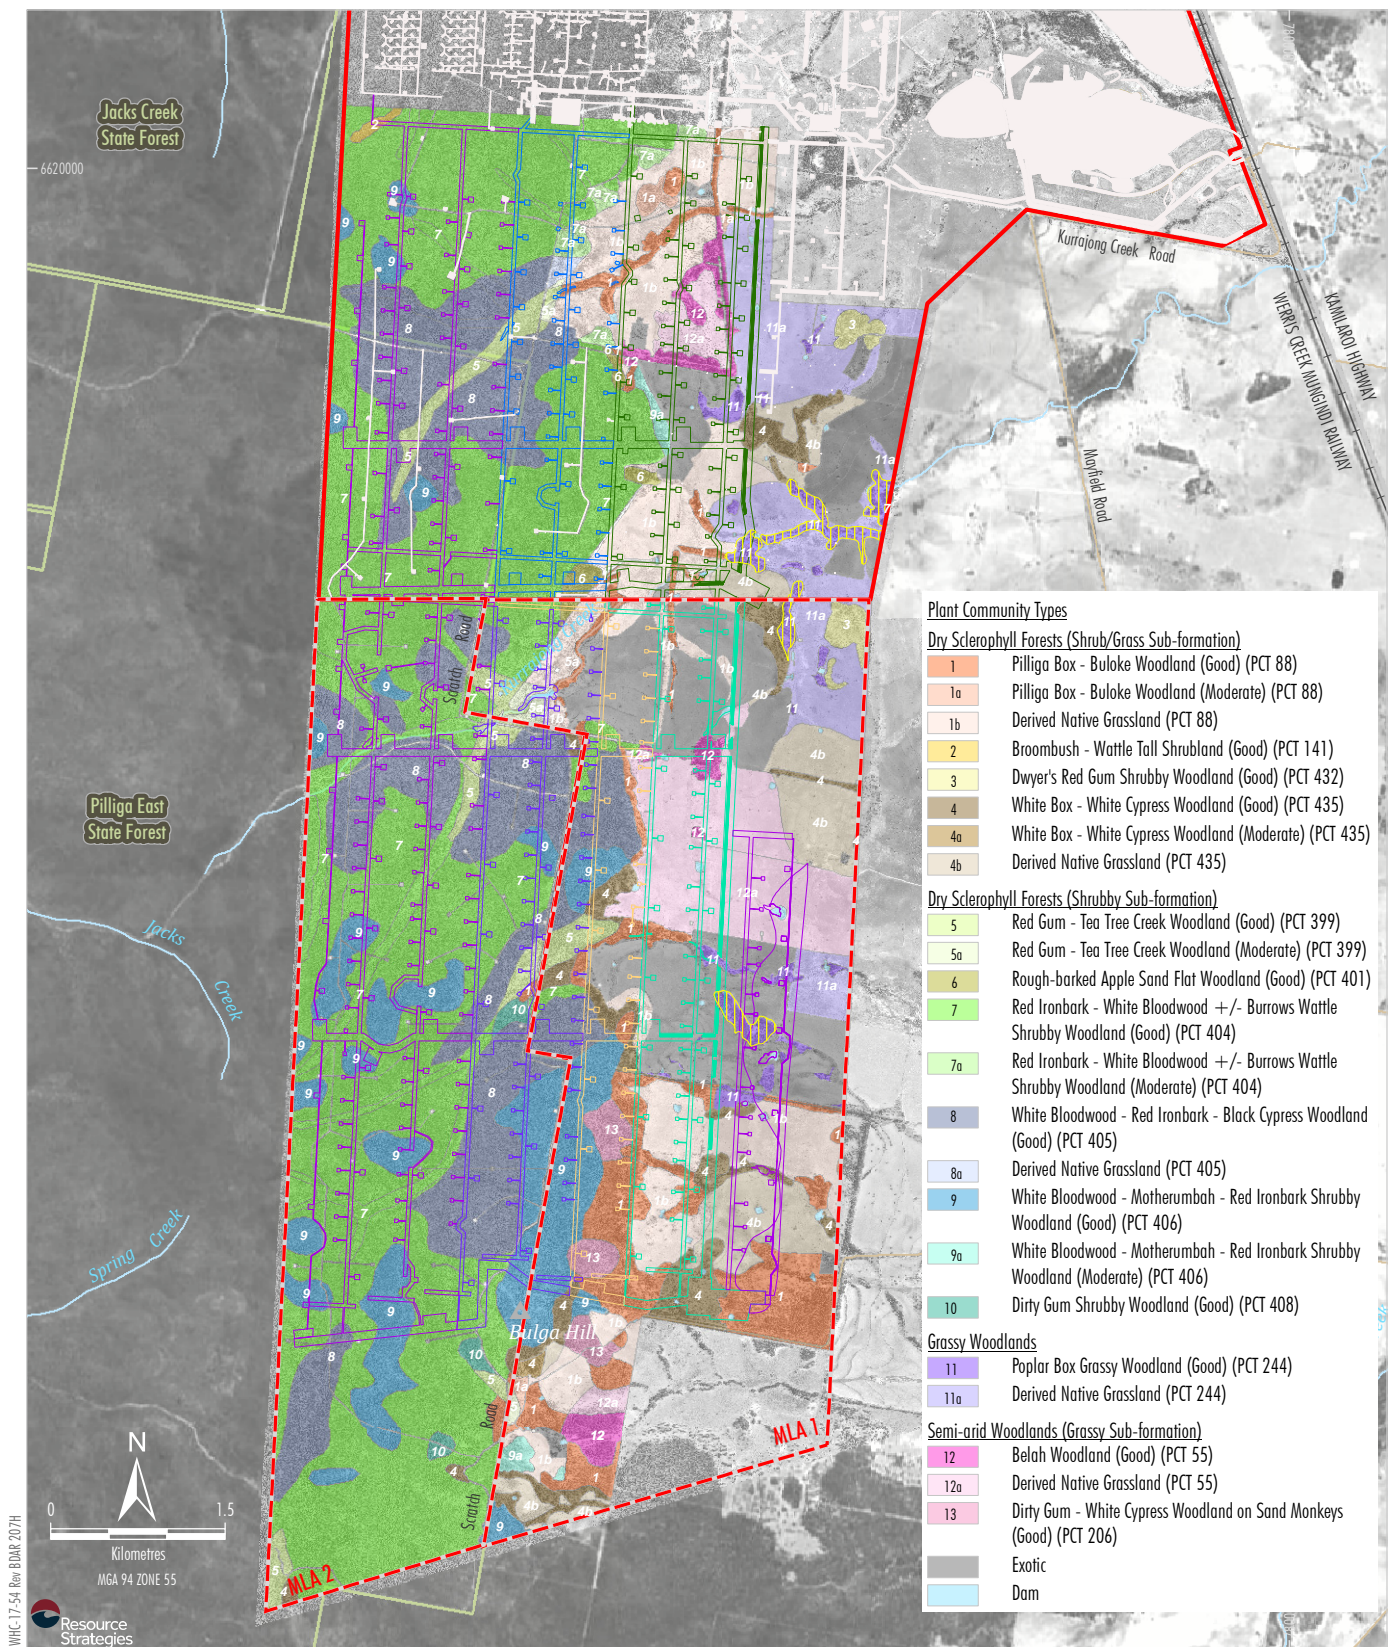 Jacks Creek
State Forest
6620000
Kurrajong Creek Road
KAMILAROI HIGHWAY
WERRIS CREEK MUNGINDI RAILWAY
Mayfield Road
Scratch Road
Kurrajong Creek
Pilliga East
State Forest
Jacks Creek
Spring Creek
Bulga Hill
Scratch Road
MLA 1
MLA 2
N
0 1.5
Kilometres
MGA 94 ZONE 55
WHC-17-54 Rev BDAR 207H
Resource
Strategies
Plant Community Types
Dry Sclerophyll Forests (Shrub/Grass Sub-formation)
1 Pilliga Box - Buloke Woodland (Good) (PCT 88)
1a Pilliga Box - Buloke Woodland (Moderate) (PCT 88)
1b Derived Native Grassland (PCT 88)
2 Broombush - Wattle Tall Shrubland (Good) (PCT 141)
3 Dwyer's Red Gum Shrubby Woodland (Good) (PCT 432)
4 White Box - White Cypress Woodland (Good) (PCT 435)
4a White Box - White Cypress Woodland (Moderate) (PCT 435)
4b Derived Native Grassland (PCT 435)
Dry Sclerophyll Forests (Shrubby Sub-formation)
5 Red Gum - Tea Tree Creek Woodland (Good) (PCT 399)
5a Red Gum - Tea Tree Creek Woodland (Moderate) (PCT 399)
6 Rough-barked Apple Sand Flat Woodland (Good) (PCT 401)
7 Red Ironbark - White Bloodwood +/- Burrows Wattle
Shrubby Woodland (Good) (PCT 404)
7a Red Ironbark - White Bloodwood +/- Burrows Wattle
Shrubby Woodland (Moderate) (PCT 404)
8 White Bloodwood - Red Ironbark - Black Cypress Woodland
(Good) (PCT 405)
8a Derived Native Grassland (PCT 405)
9 White Bloodwood - Motherumbah - Red Ironbark Shrubby
Woodland (Good) (PCT 406)
9a White Bloodwood - Motherumbah - Red Ironbark Shrubby
Woodland (Moderate) (PCT 406)
10 Dirty Gum Shrubby Woodland (Good) (PCT 408)
Grassy Woodlands
11 Poplar Box Grassy Woodland (Good) (PCT 244)
11a Derived Native Grassland (PCT 244)
Semi-arid Woodlands (Grassy Sub-formation)
12 Belah Woodland (Good) (PCT 55)
12a Derived Native Grassland (PCT 55)
13 Dirty Gum - White Cypress Woodland on Sand Monkeys
(Good) (PCT 206)
Exotic
Dam